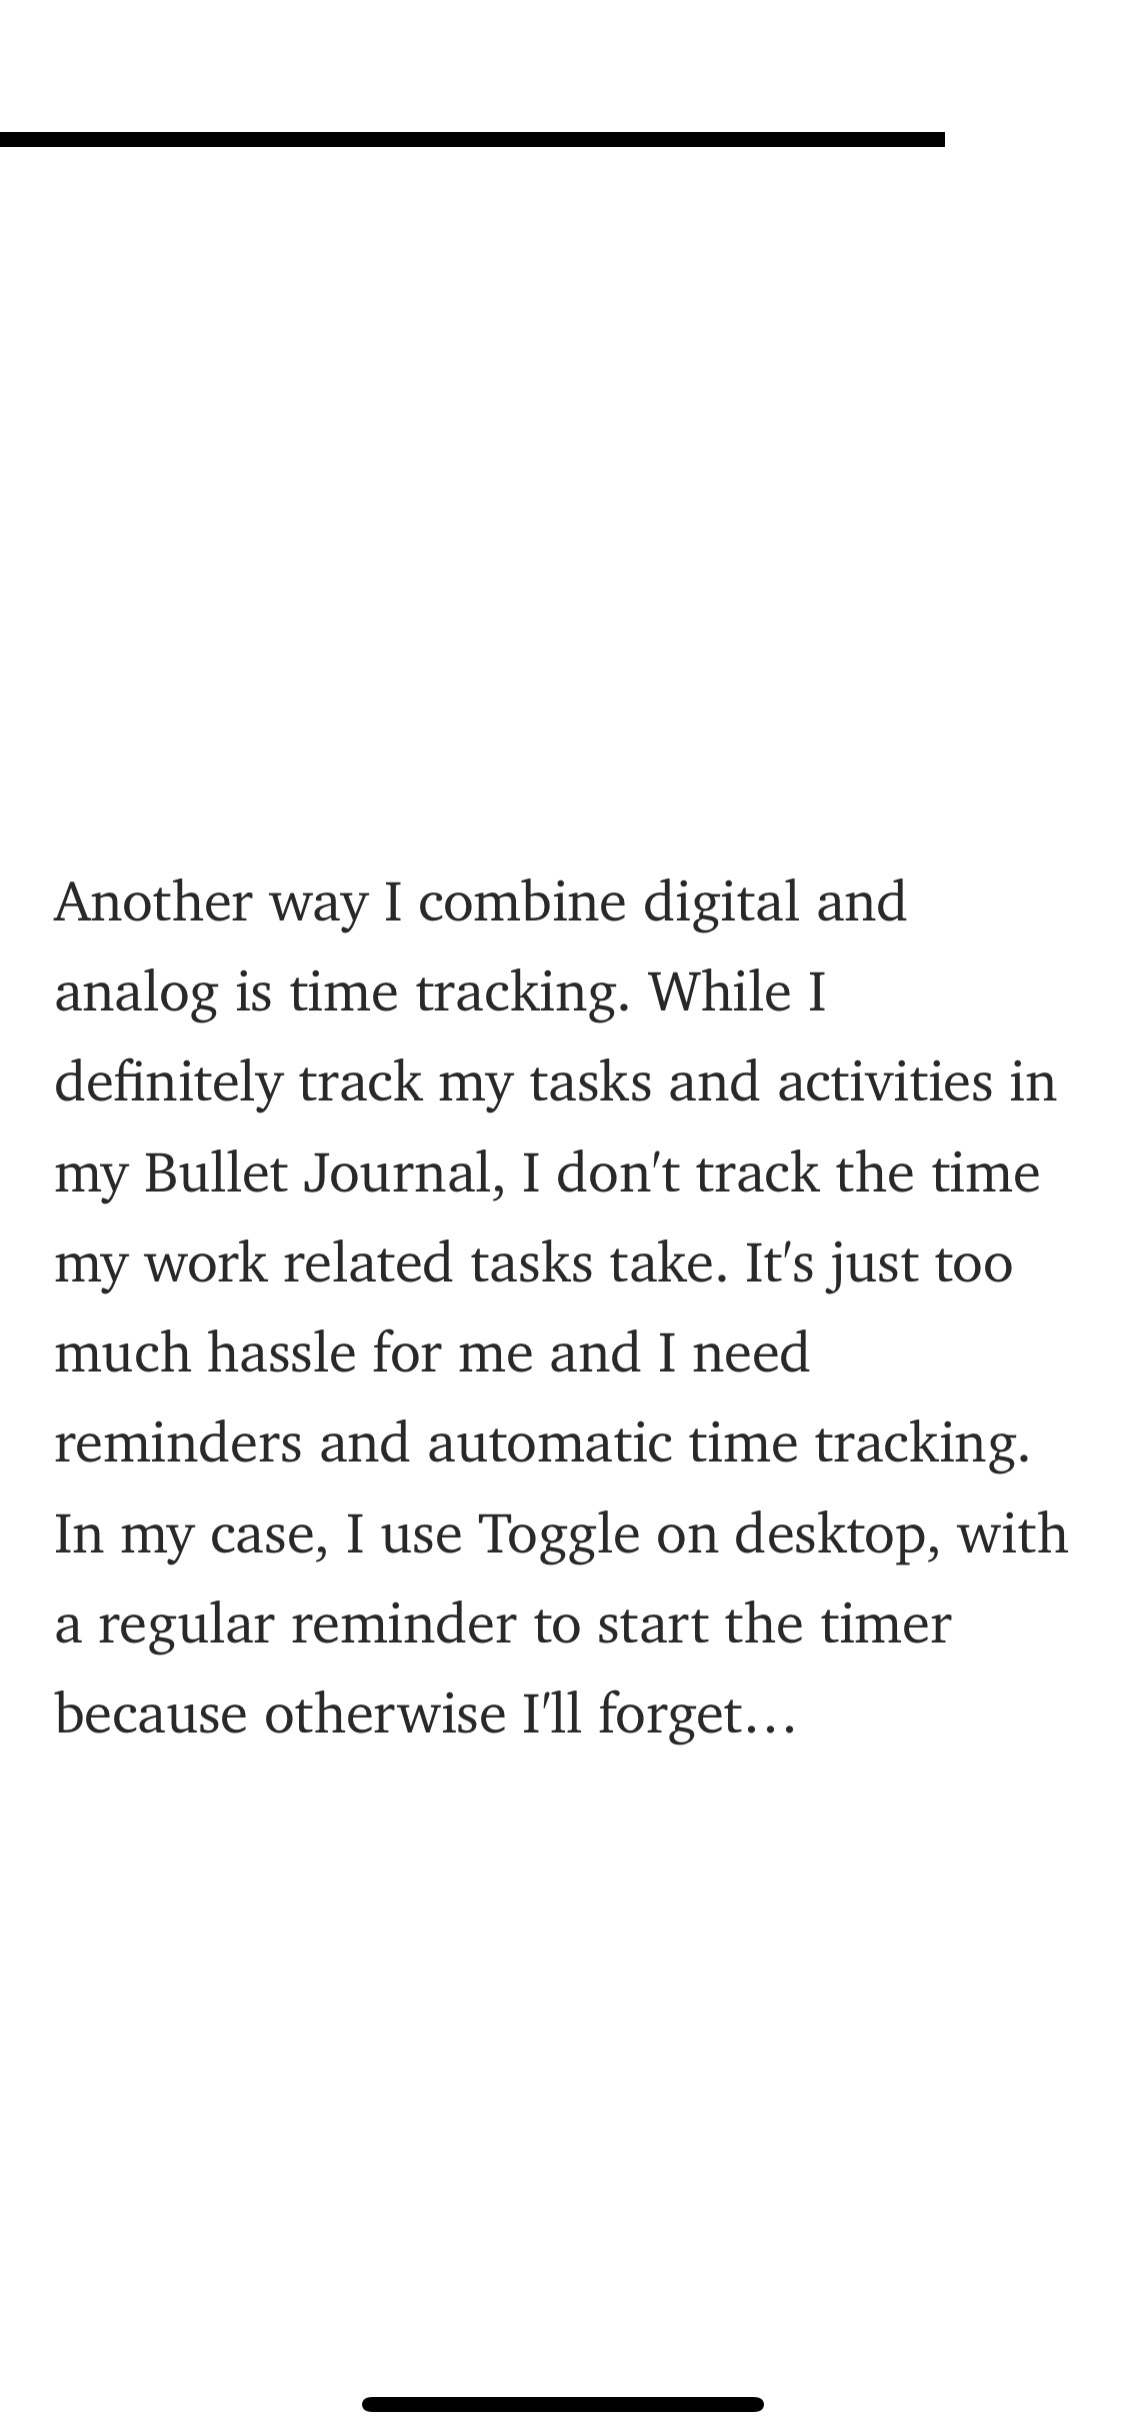 Another way I combine digital and
analog is time tracking. While I
definitely track my tasks and activities in
my Bullet Journal, I don't track the time
my work related tasks take. It's just too
much hassle for me and I need
reminders and automatic time tracking.
In my case, I use Toggle on desktop, with
a regular reminder to start the timer
because otherwise I'll forget…